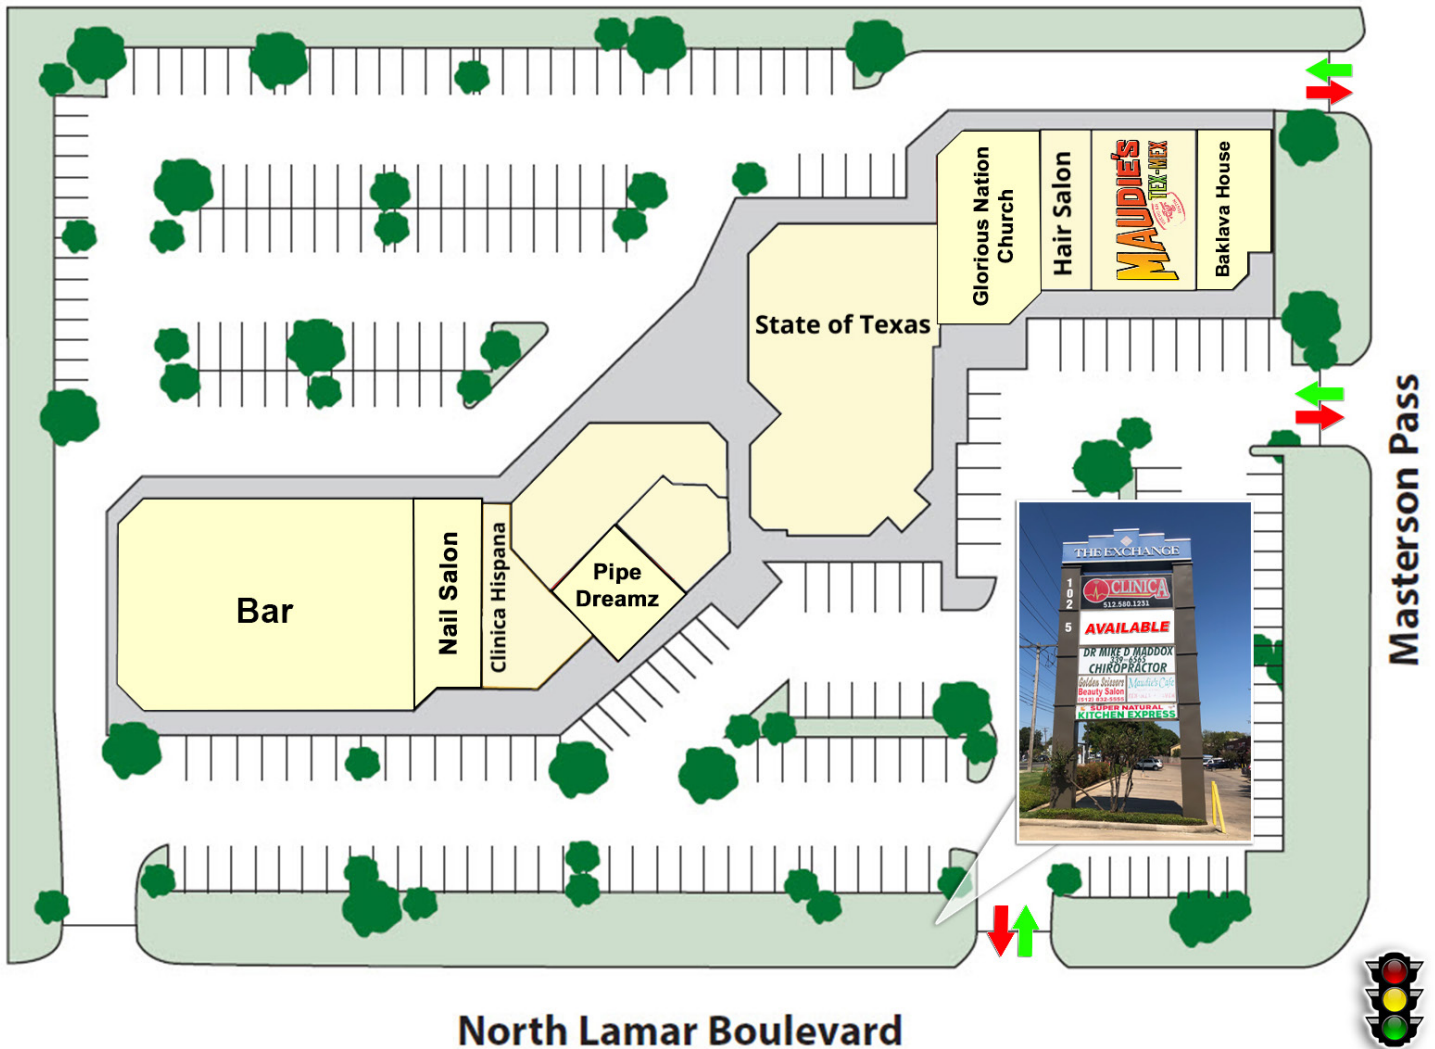 Glorious Nation
Church
Hair Salon
MAUDIE'S
TEX-MEX
Baklava House
State of Texas
Bar
Nail Salon
Clinica Hispana
Pipe
Dreamz
THE EXCHANGE
CLINICA
512.580.1231
102
5
AVAILABLE
DR MIKE D MADDOX
339-6565
CHIROPRACTOR
Golden Scissors
Beauty Salon
Maudie's Cafe
SUPER NATURAL
KITCHEN EXPRESS
Masterson Pass
North Lamar Boulevard